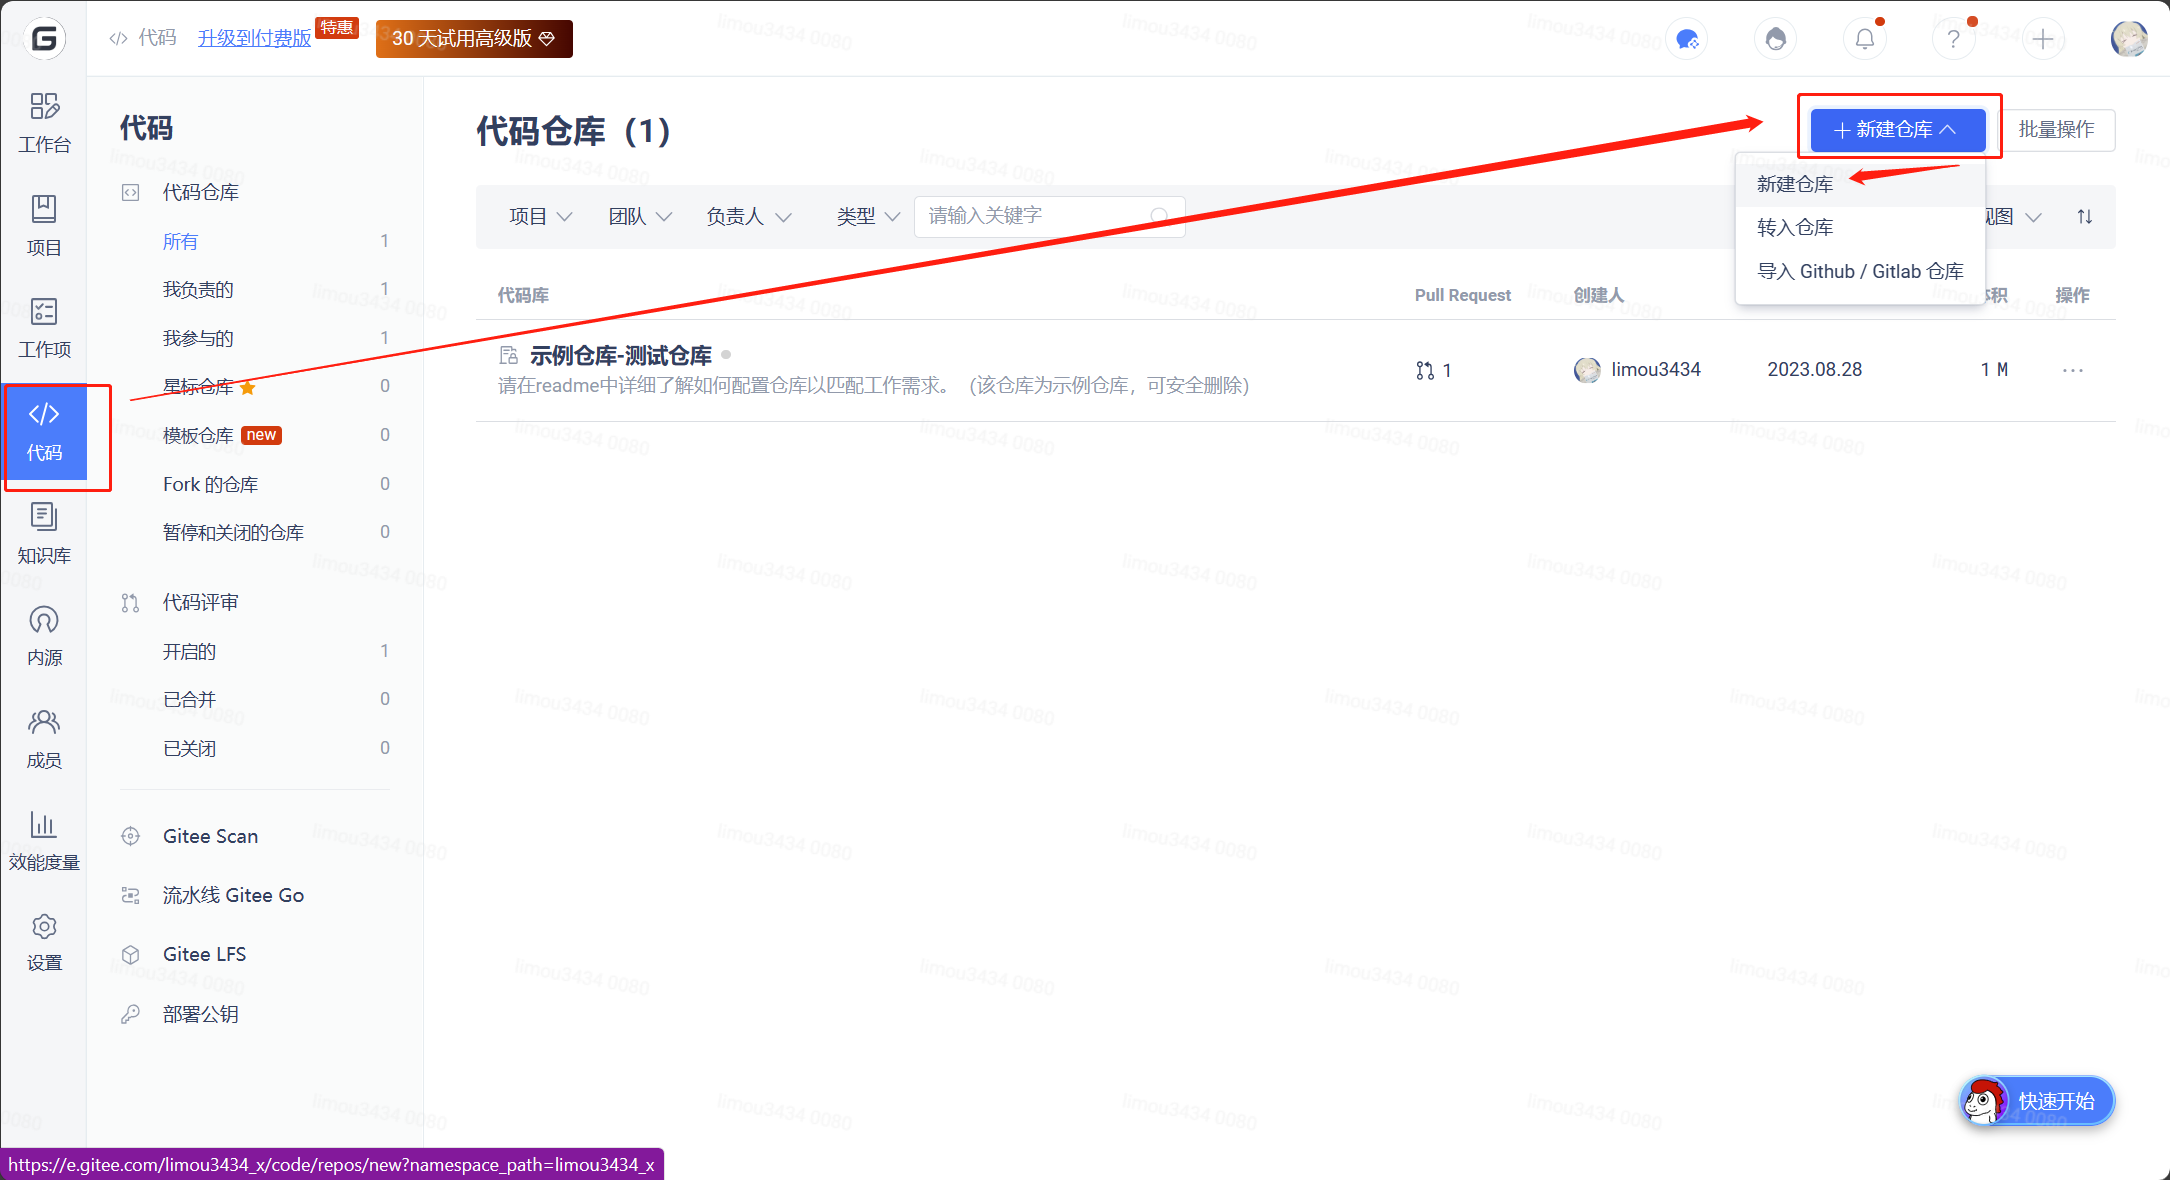 代码 升级到付费版 特惠 30 天试用高级版
工作台
项目
工作项
代码
知识库
内源
成员
效能度量
设置
代码
代码仓库
所有 1
我负责的 1
我参与的 1
星标仓库 0
模板仓库 new 0
Fork 的仓库 0
暂停和关闭的仓库 0
代码评审
开启的 1
已合并 0
已关闭 0
Gitee Scan
流水线 Gitee Go
Gitee LFS
部署公钥
代码仓库（1）
新建仓库 批量操作
新建仓库
转入仓库
导入 Github / Gitlab 仓库
项目 团队 负责人 类型 请输入关键字 图
代码库 Pull Request 创建人 积 操作
示例仓库-测试仓库
请在readme中详细了解如何配置仓库以匹配工作需求。（该仓库为示例仓库，可安全删除）
1 limou3434 2023.08.28 1 M ···
快速开始
https://e.gitee.com/limou3434_x/code/repos/new?namespace_path=limou3434_x
limou3434 0080